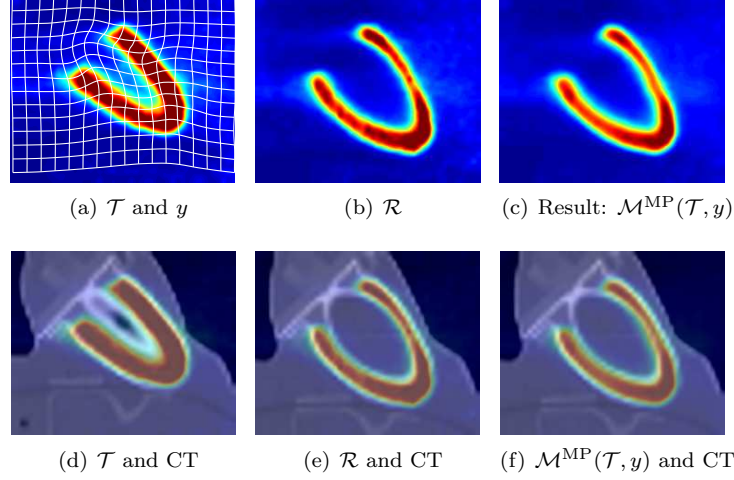 (a) 𝒯 and y
(b) ℛ
(c) Result: ℳ^MP(𝒯, y)
(d) 𝒯 and CT
(e) ℛ and CT
(f) ℳ^MP(𝒯, y) and CT